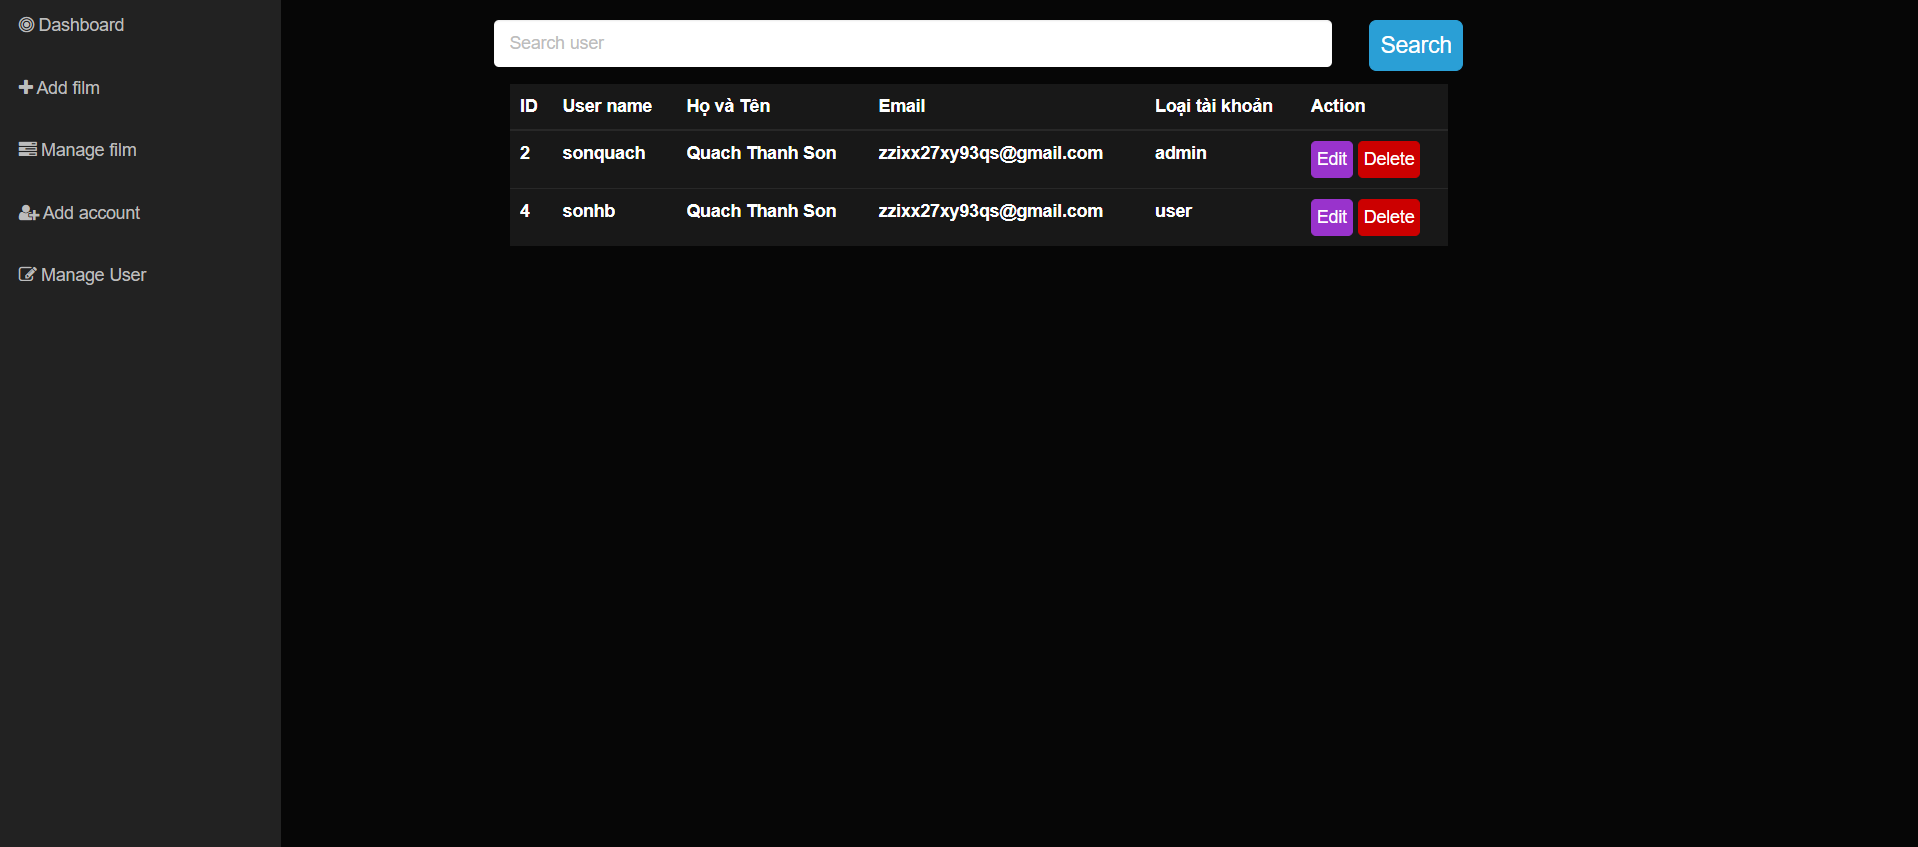 Dashboard
Add film
Manage film
Add account
Manage User
Search user
Search
ID User name Họ và Tên Email Loại tài khoản Action
2 sonquach Quach Thanh Son zzixx27xy93qs@gmail.com admin Edit Delete
4 sonhb Quach Thanh Son zzixx27xy93qs@gmail.com user Edit Delete